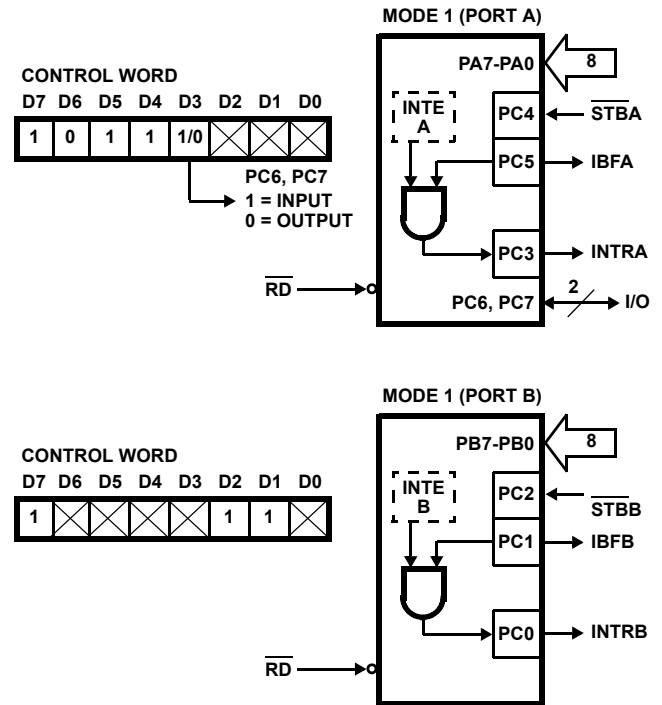 MODE 1 (PORT A)
CONTROL WORD
D7 D6 D5 D4 D3 D2 D1 D0
1 0 1 1 1/0
PC6, PC7
1 = INPUT
0 = OUTPUT
PA7-PA0
8
INTE
A
PC4
STBA
PC5
IBFA
PC3
INTRA
RD
PC6, PC7
2
I/O
MODE 1 (PORT B)
CONTROL WORD
D7 D6 D5 D4 D3 D2 D1 D0
1 1 1
PB7-PB0
8
INTE
B
PC2
STBB
PC1
IBFB
PC0
INTRB
RD